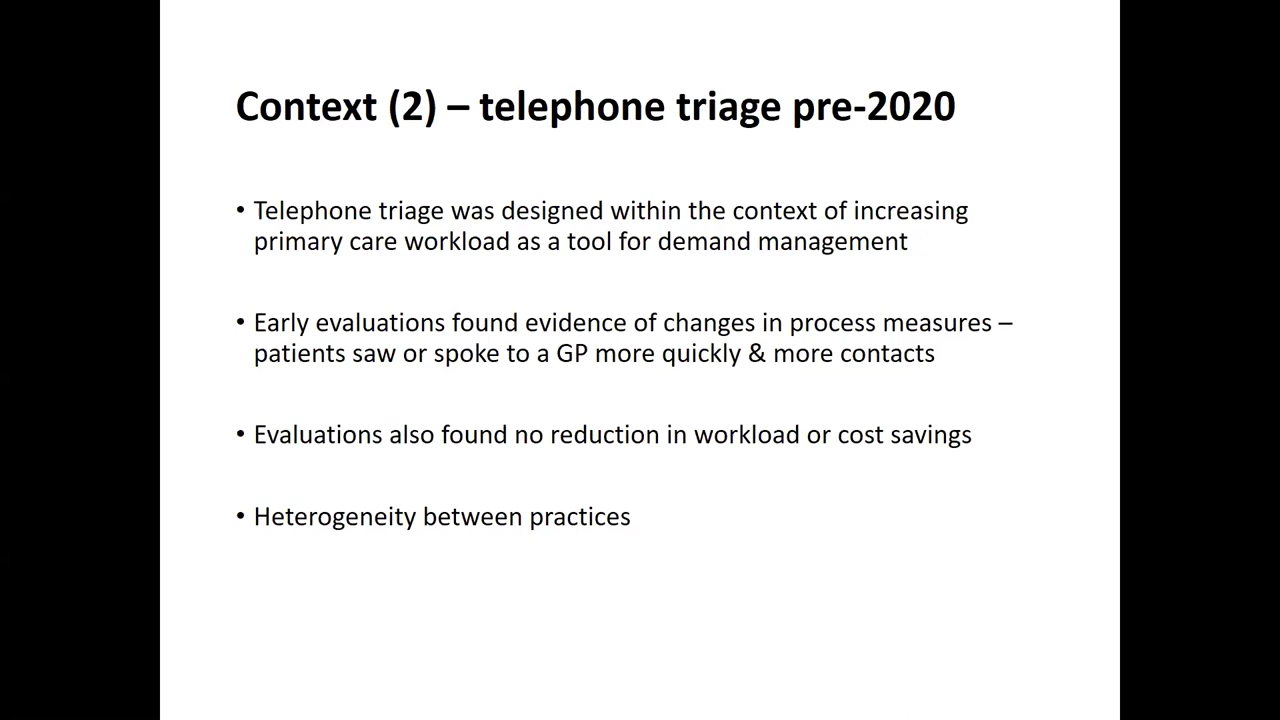 Context (2) – telephone triage pre-2020
• Telephone triage was designed within the context of increasing
primary care workload as a tool for demand management
• Early evaluations found evidence of changes in process measures –
patients saw or spoke to a GP more quickly & more contacts
• Evaluations also found no reduction in workload or cost savings
• Heterogeneity between practices